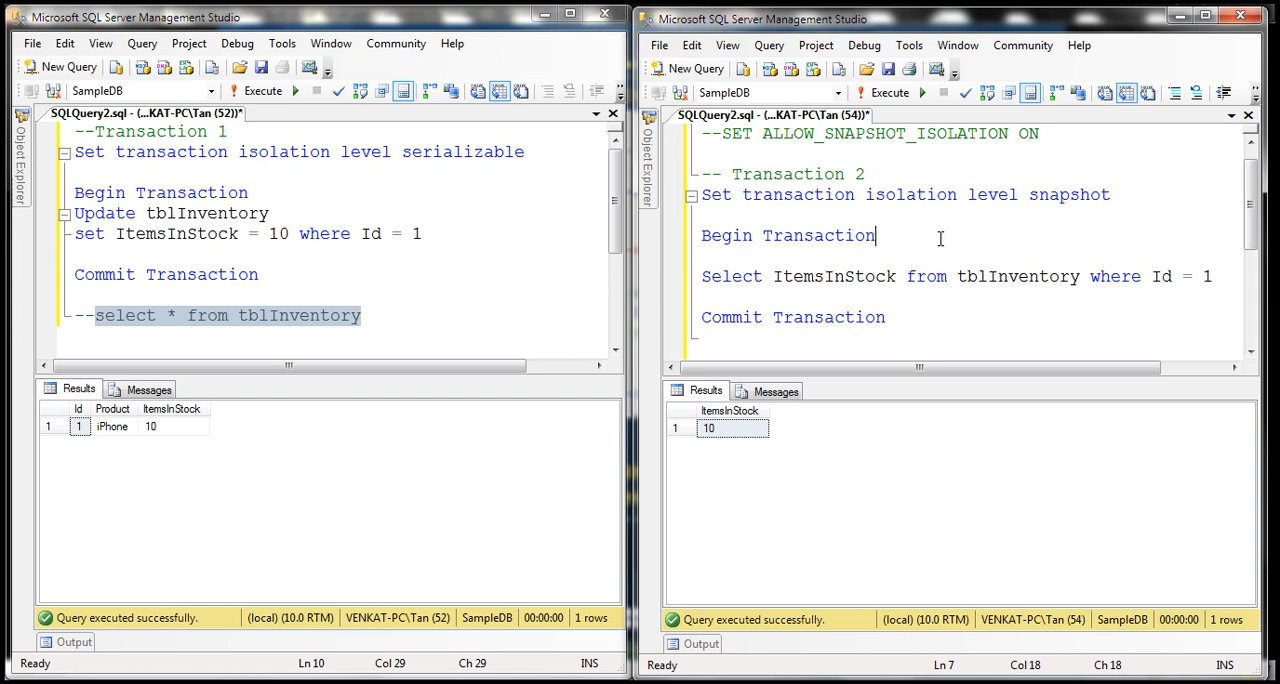 Microsoft SQL Server Management Studio
File Edit View Query Project Debug Tools Window Community Help
New Query
SampleDB Execute
SQLQuery2.sql - (...KAT-PC\Tan (52))*
Object Explorer
--Transaction 1
Set transaction isolation level serializable
Begin Transaction
Update tblInventory
set ItemsInStock = 10 where Id = 1
Commit Transaction
--select * from tblInventory
Results Messages
Id Product ItemsInStock
1 1 iPhone 10
Query executed successfully. (local) (10.0 RTM) VENKAT-PC\Tan (52) SampleDB 00:00:00 1 rows
Output
Ready Ln 10 Col 29 Ch 29 INS
Microsoft SQL Server Management Studio
File Edit View Query Project Debug Tools Window Community Help
New Query
SampleDB Execute
SQLQuery2.sql - (...KAT-PC\Tan (54))*
Object Explorer
--SET ALLOW_SNAPSHOT_ISOLATION ON
-- Transaction 2
Set transaction isolation level snapshot
Begin Transaction
Select ItemsInStock from tblInventory where Id = 1
Commit Transaction
Results Messages
ItemsInStock
1 10
Query executed successfully. (local) (10.0 RTM) VENKAT-PC\Tan (54) SampleDB 00:00:00 1 rows
Output
Ready Ln 7 Col 18 Ch 18 INS